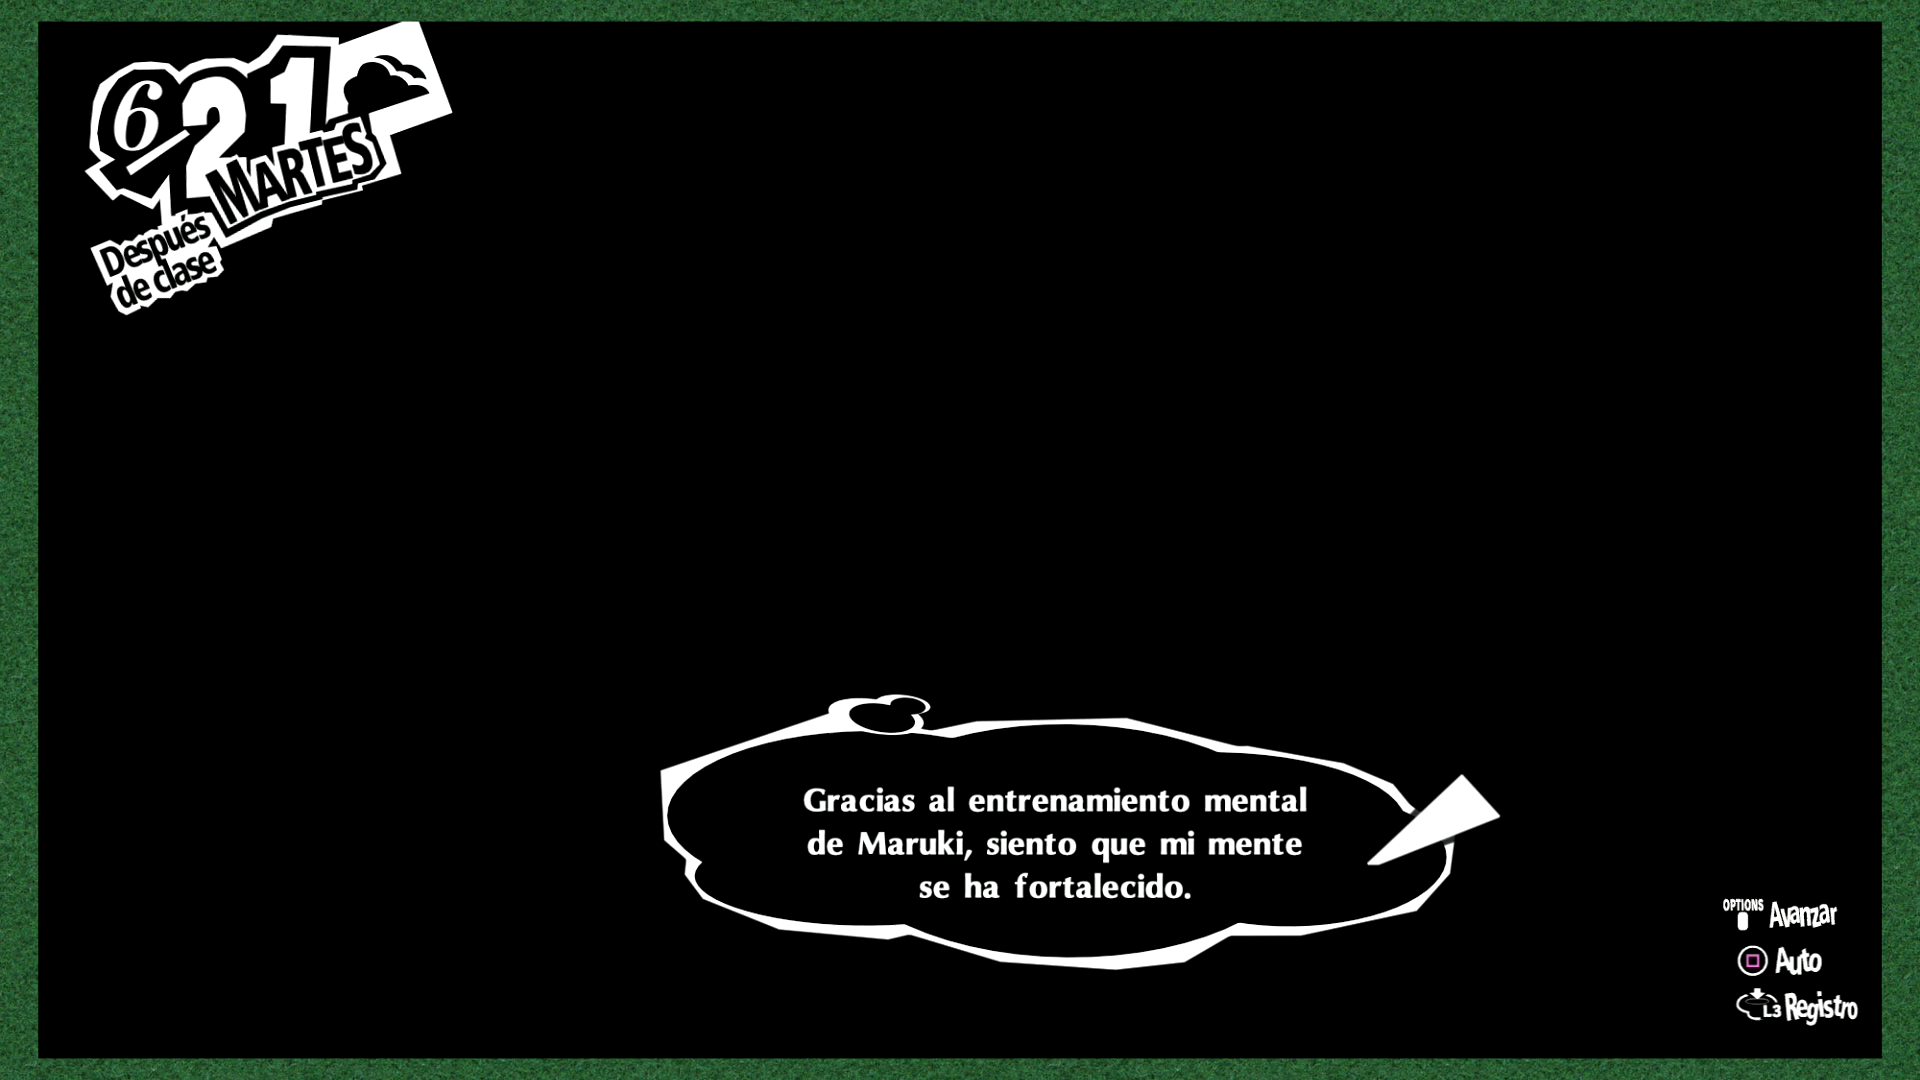 6/21
MARTES
Después
de clase
Gracias al entrenamiento mental
de Maruki, siento que mi mente
se ha fortalecido.
OPTIONS Avanzar
Auto
L3 Registro